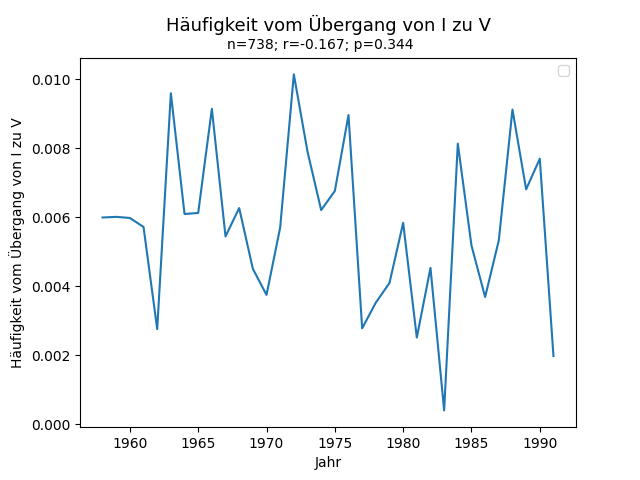 Häufigkeit vom Übergang von I zu V
n=738; r=-0.167; p=0.344
Häufigkeit vom Übergang von I zu V
0.010
0.008
0.006
0.004
0.002
0.000
1960 1965 1970 1975 1980 1985 1990
Jahr